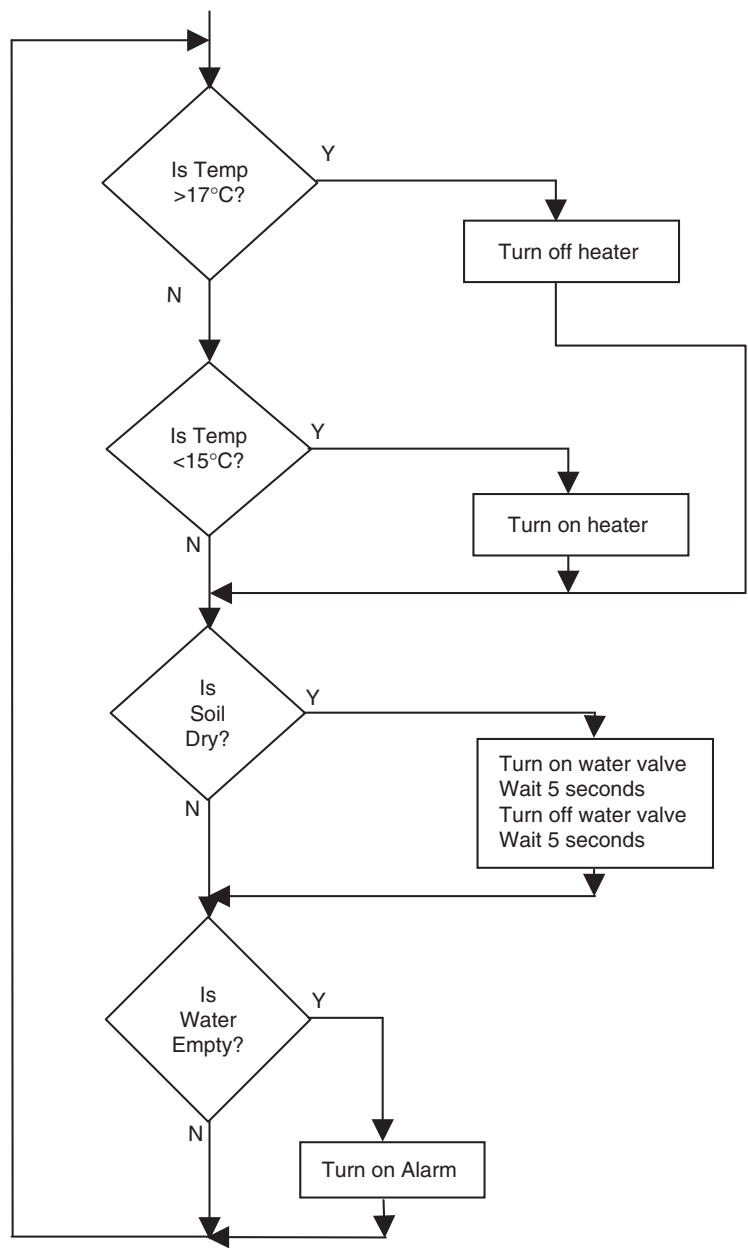 Is Temp
>17°C?
Y
Turn off heater
N
Is Temp
<15°C?
Y
Turn on heater
N
Is
Soil
Dry?
Y
Turn on water valve
Wait 5 seconds
Turn off water valve
Wait 5 seconds
N
Is
Water
Empty?
Y
N
Turn on Alarm